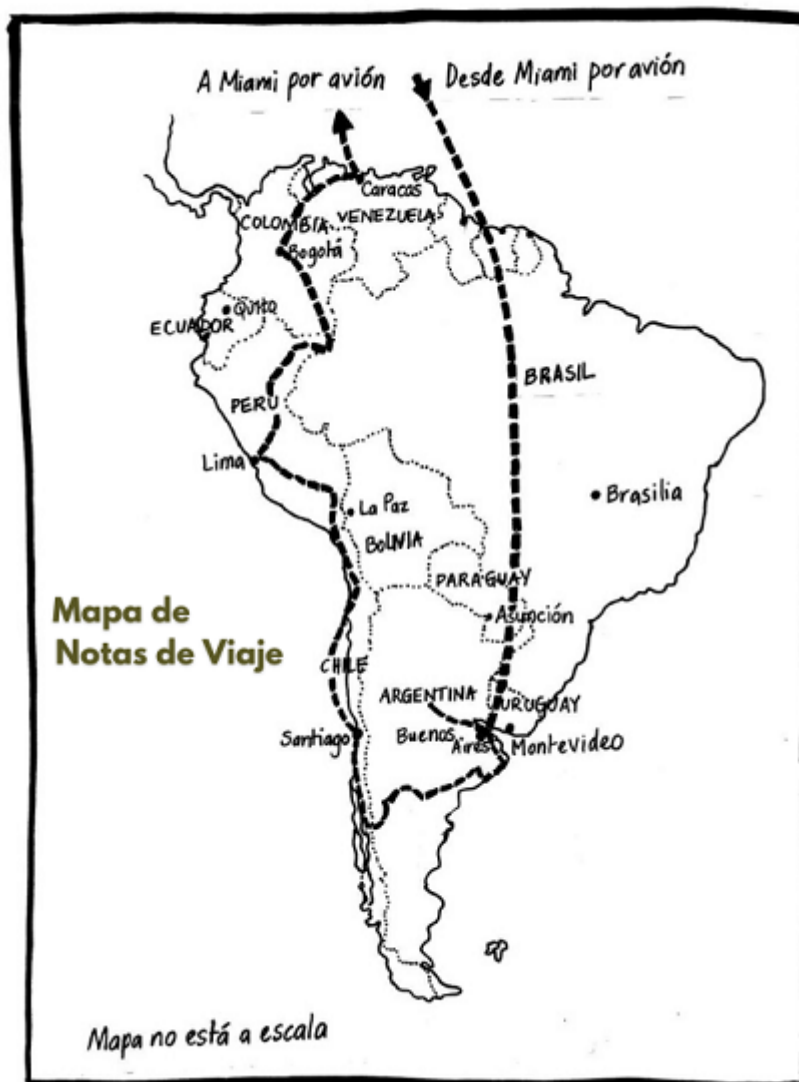 A Miami por avión
Desde Miami por avión
Caracas
VENEZUELA
COLOMBIA
Bogotá
Quito
ECUADOR
BRASIL
PERÚ
Lima
Brasilia
La Paz
BOLIVIA
PARAGUAY
Asunción
Mapa de
Notas de Viaje
CHILE
ARGENTINA
URUGUAY
Santiago
Buenos
Aires
Montevideo
Mapa no está a escala